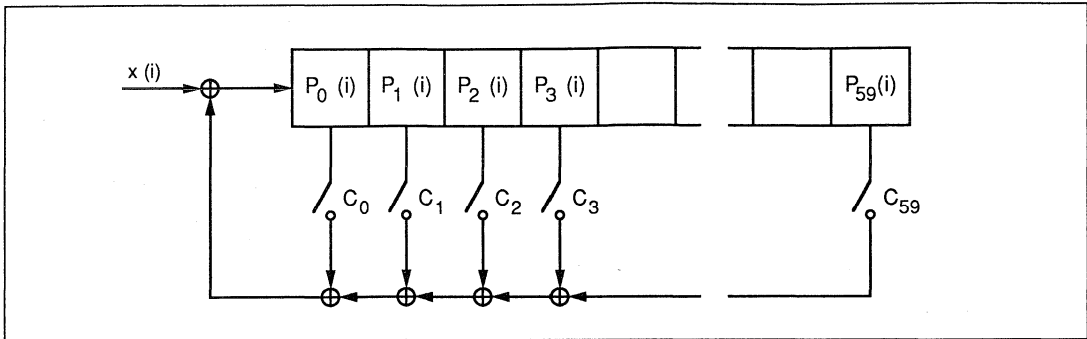 x (i)
P₀ (i) P₁ (i) P₂ (i) P₃ (i) P₅₉(i)
C₀ C₁ C₂ C₃ C₅₉